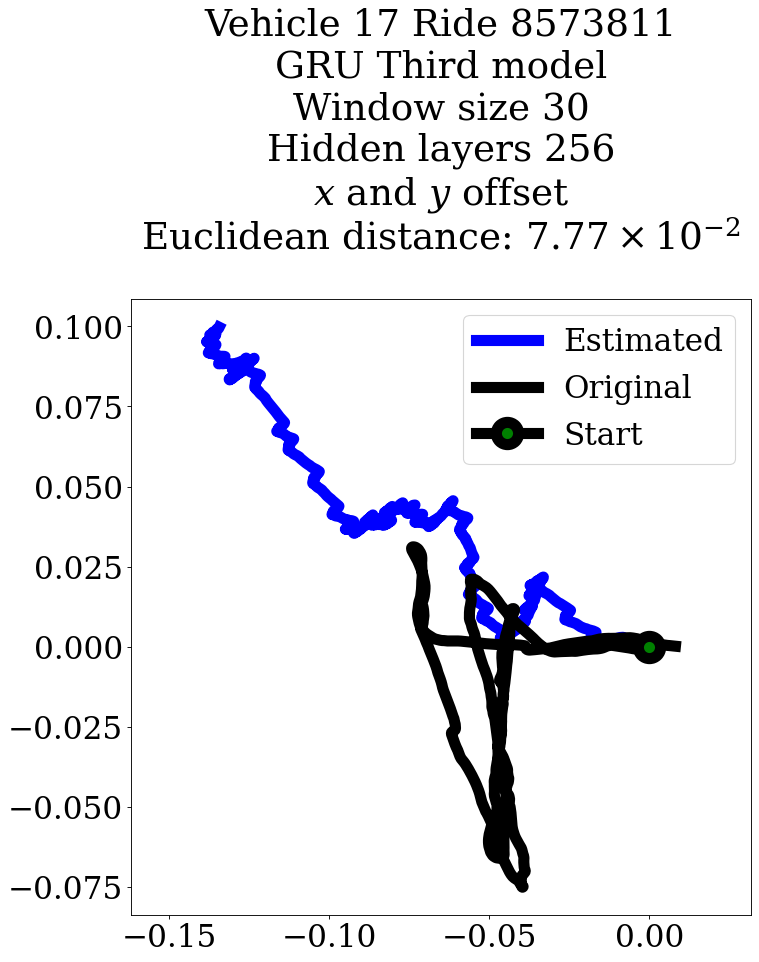 Vehicle 17 Ride 8573811
GRU Third model
Window size 30
Hidden layers 256
x and y offset
Euclidean distance: 7.77 × 10⁻²
Estimated
Original
Start
0.100
0.075
0.050
0.025
0.000
−0.025
−0.050
−0.075
−0.15 −0.10 −0.05 0.00